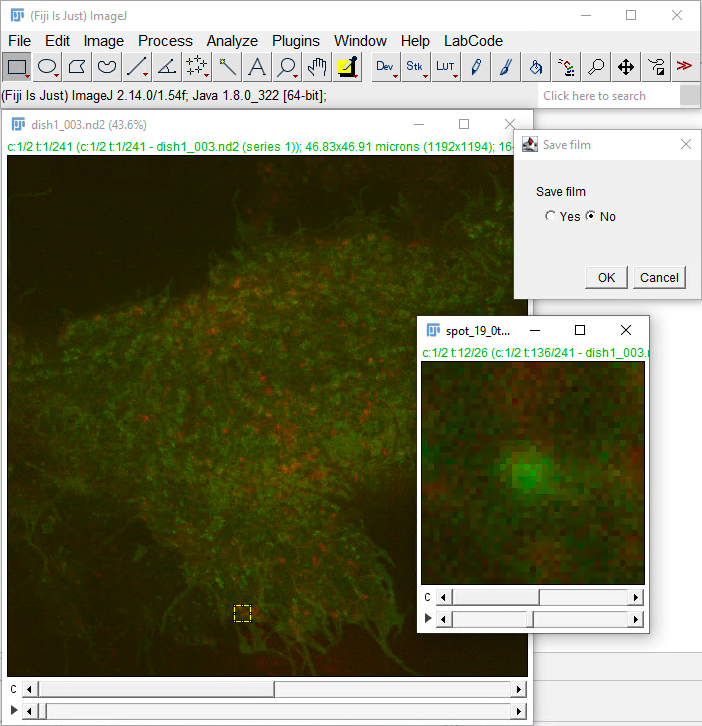 (Fiji Is Just) ImageJ
File Edit Image Process Analyze Plugins Window Help LabCode
Dev Stk LUT
(Fiji Is Just) ImageJ 2.14.0/1.54f; Java 1.8.0_322 [64-bit];
Click here to search
dish1_003.nd2 (43.6%)
c:1/2 t:1/241 (c:1/2 t:1/241 - dish1_003.nd2 (series 1)); 46.83x46.91 microns (1192x1194); 16-
Save film
Save film
Yes No
OK Cancel
spot_19_0t...
c:1/2 t:12/26 (c:1/2 t:136/241 - dish1_003.
c
c